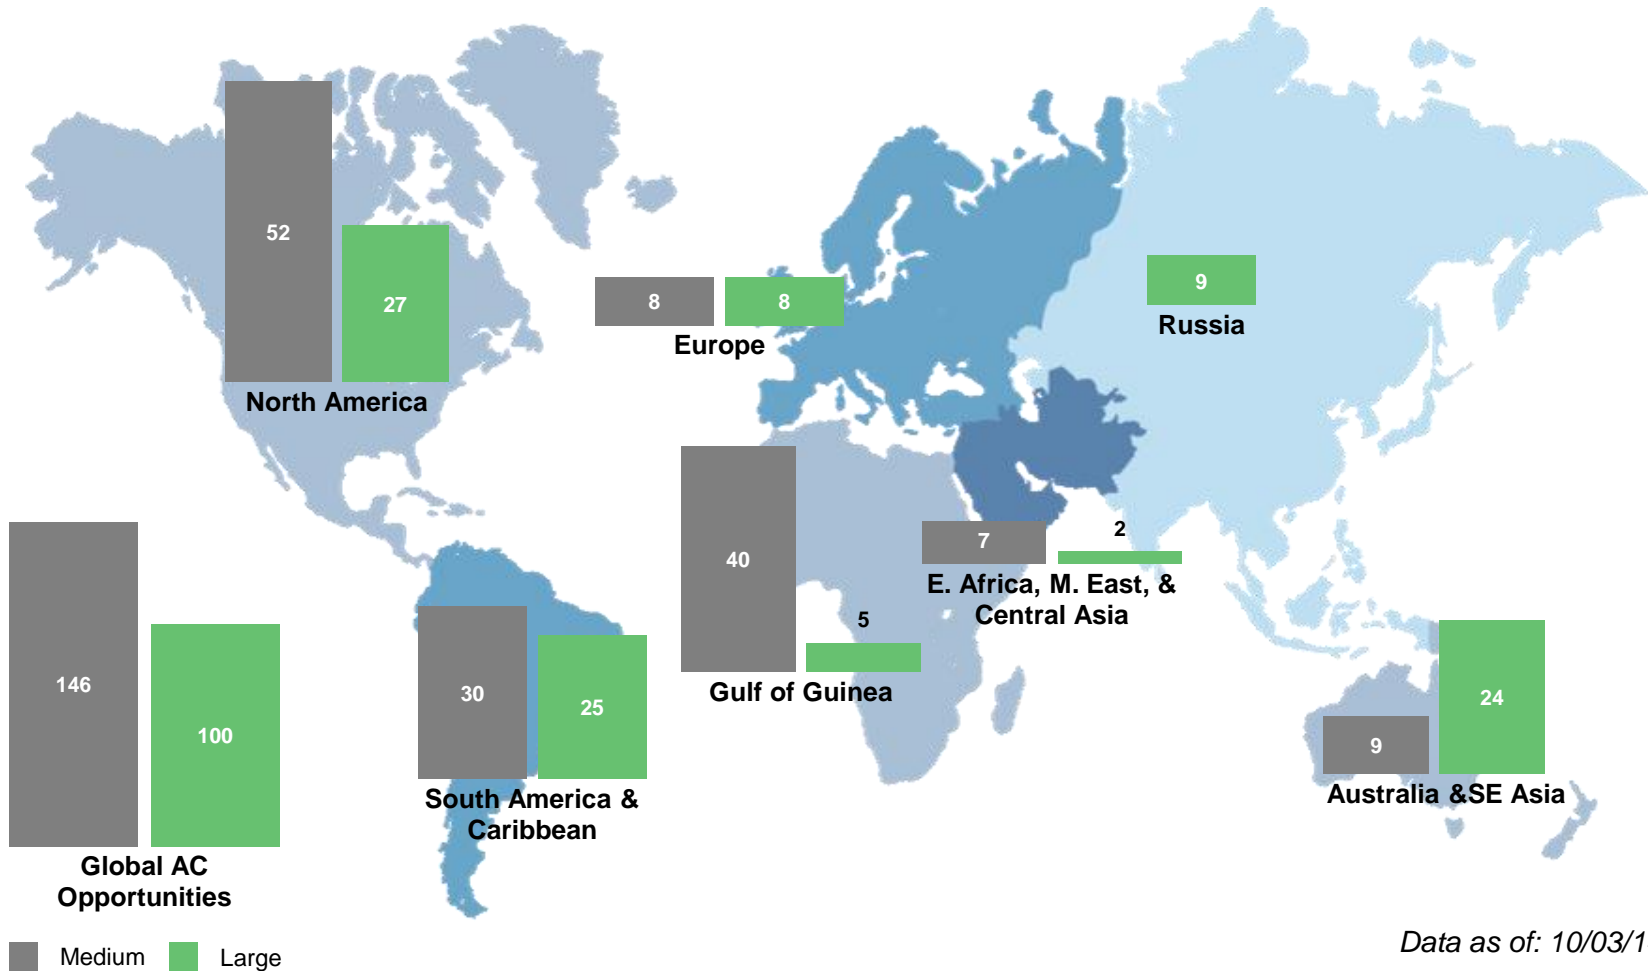 52
27
North America
8
8
Europe
9
Russia
40
5
Gulf of Guinea
7
2
E. Africa, M. East, &
Central Asia
146
100
Global AC
Opportunities
30
25
South America &
Caribbean
9
24
Australia &SE Asia
Medium
Large
Data as of: 10/03/1